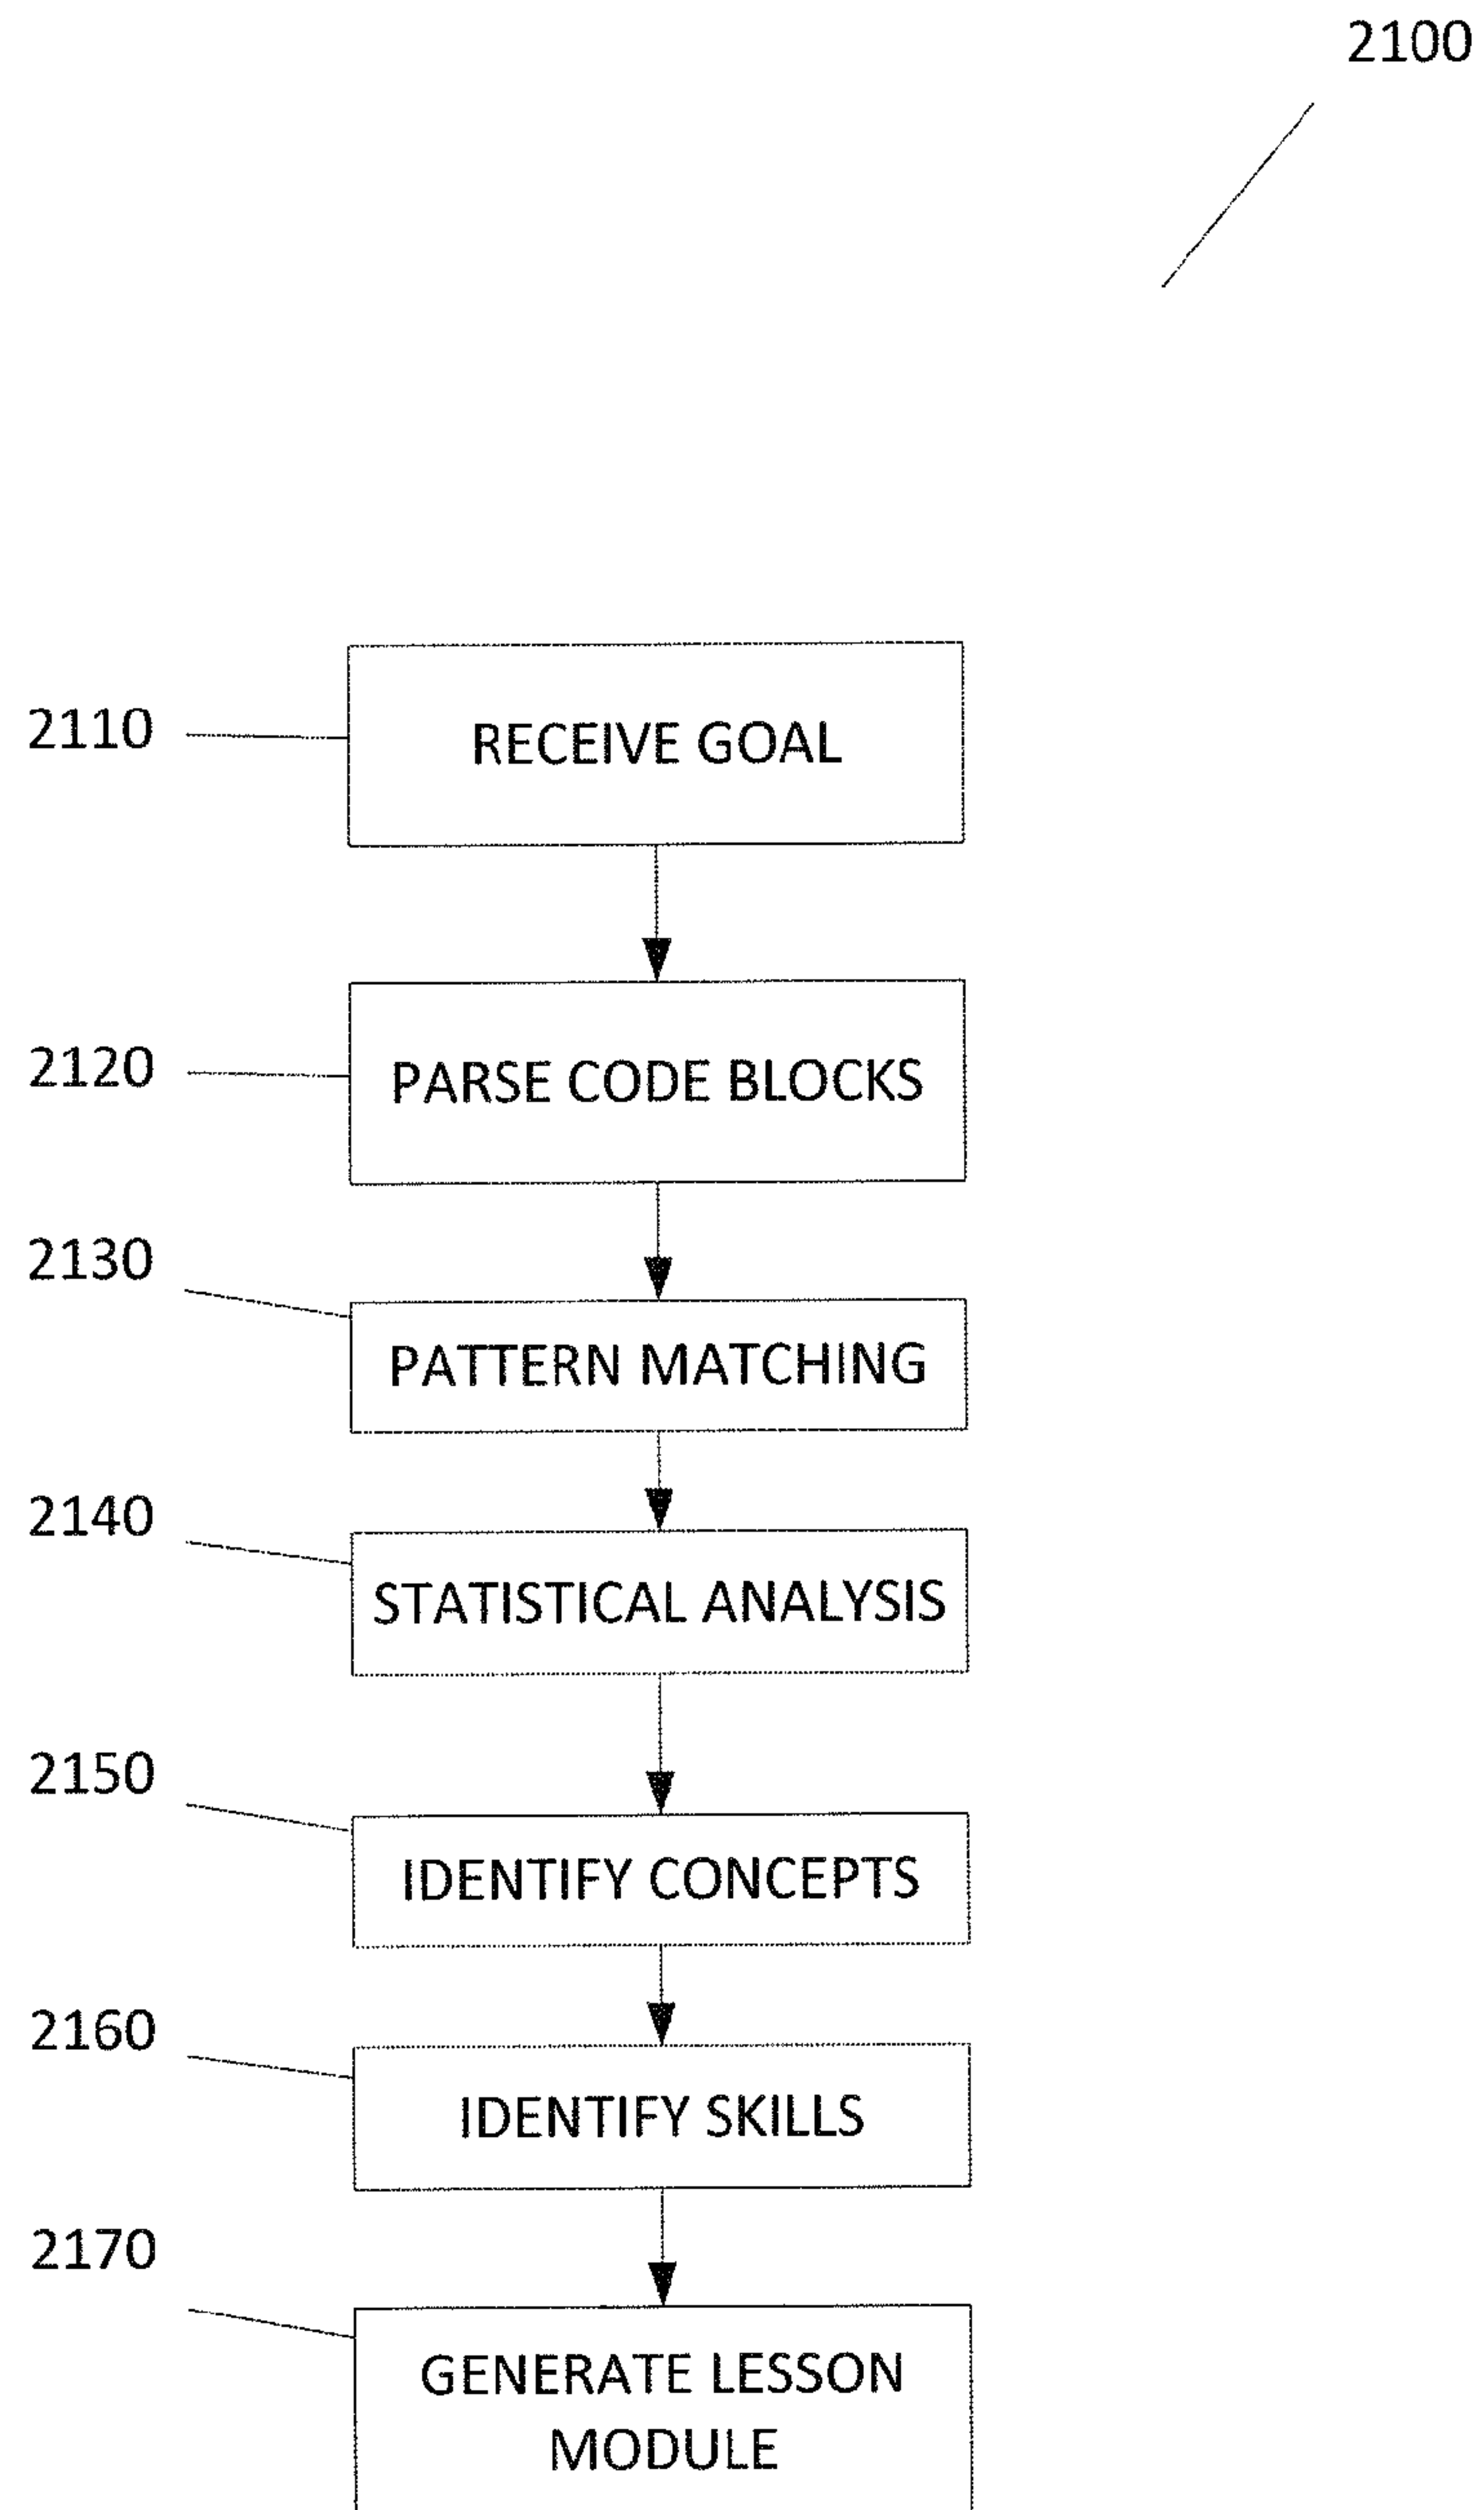 2100
2110
RECEIVE GOAL
2120
PARSE CODE BLOCKS
2130
PATTERN MATCHING
2140
STATISTICAL ANALYSIS
2150
IDENTIFY CONCEPTS
2160
IDENTIFY SKILLS
2170
GENERATE LESSON
MODULE